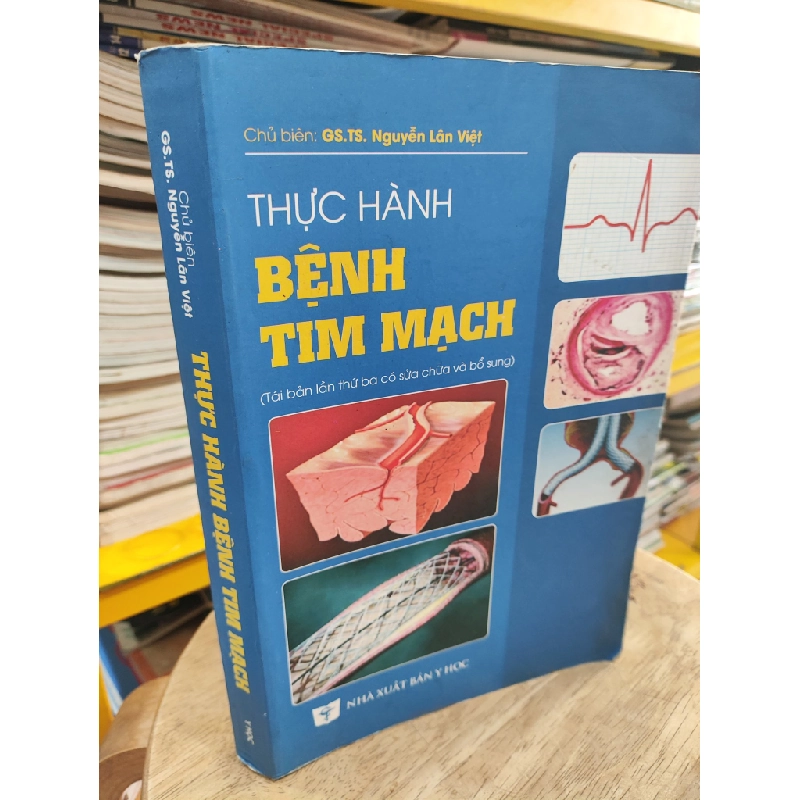 Chủ biên: GS.TS. Nguyễn Lân Việt
THỰC HÀNH
BỆNH
TIM MẠCH
(Tái bản lần thứ ba có sửa chữa và bổ sung)
NHÀ XUẤT BẢN Y HỌC
Chủ biên
GS.TS. Nguyễn Lân Việt
THỰC HÀNH BỆNH TIM MẠCH